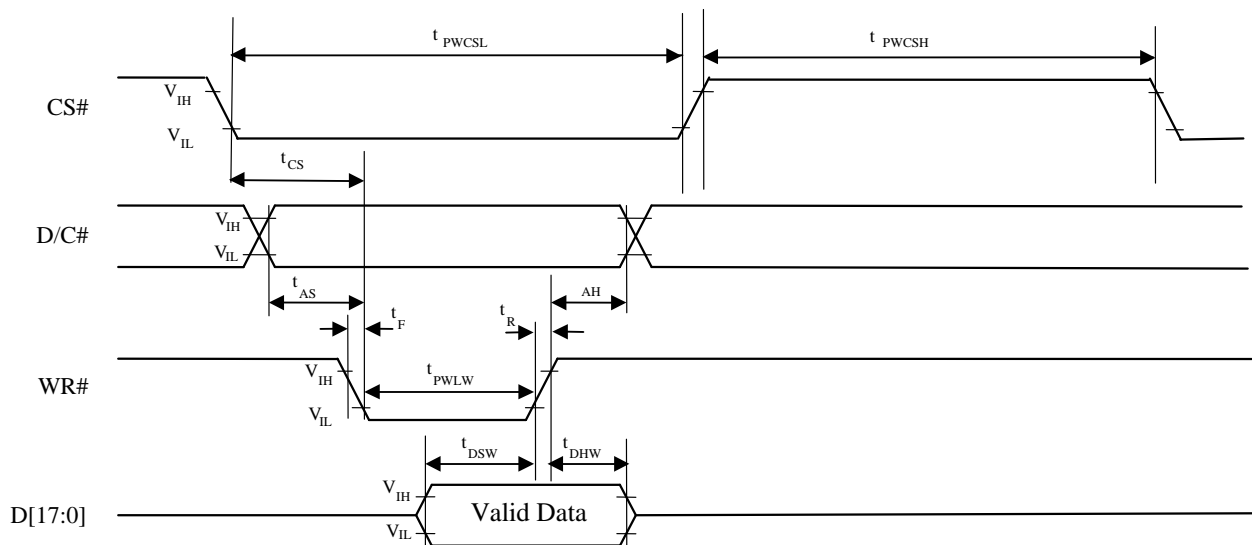 t PWCSL
t PWCSH
CS#
VIH
VIL
tCS
D/C#
VIH
VIL
tAS
AH
tF
tR
WR#
VIH
VIL
tPWLW
tDSW
tDHW
D[17:0]
VIH
VIL
Valid Data